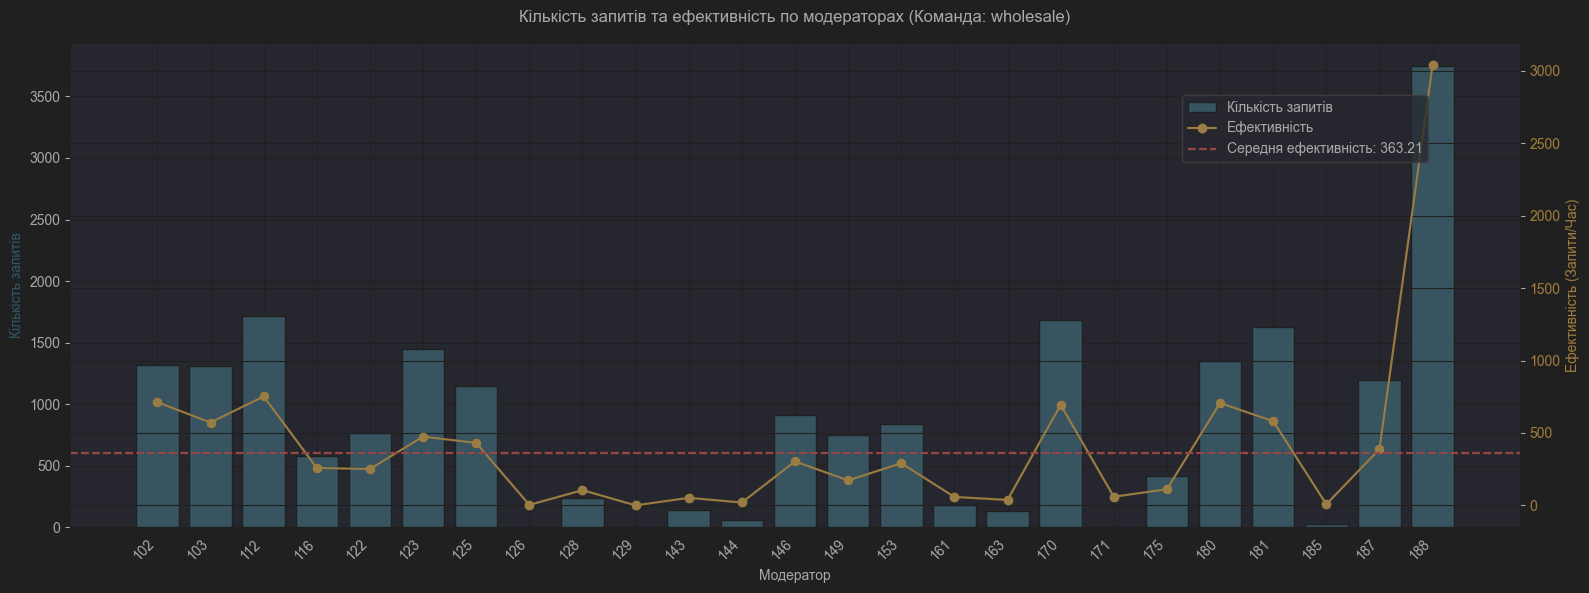 Кількість запитів та ефективність по модераторах (Команда: wholesale)
Кількість запитів
3500
3000
2500
2000
1500
1000
500
0
Кількість запитів
Ефективність
Середня ефективність: 363.21
3000
2500
2000
1500
1000
500
0
Ефективність (Запити/Час)
102 103 112 116 122 123 125 126 128 129 143 144 146 149 153 161 163 170 171 175 180 181 185 187 188
Модератор